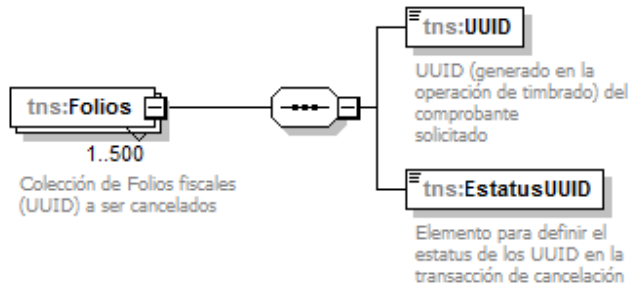 tns:UUID
UUID (generado en la
operación de timbrado) del
comprobante
solicitado
tns:Folios
1..500
Colección de Folios fiscales
(UUID) a ser cancelados
tns:EstatusUUID
Elemento para definir el
estatus de los UUID en la
transacción de cancelación